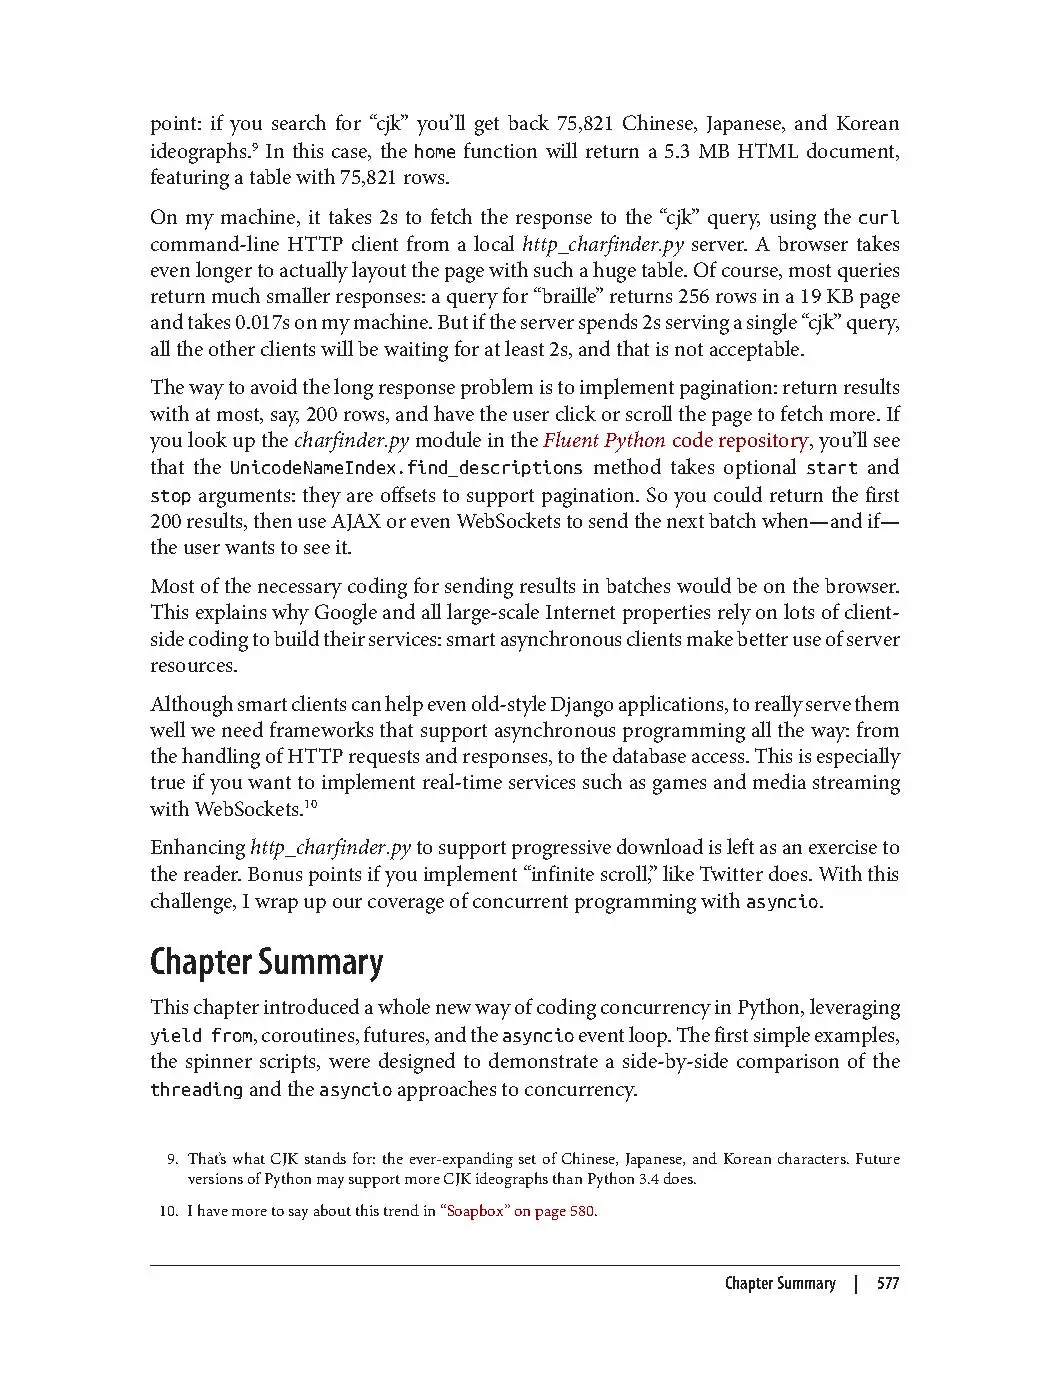 point: if you search for “cjk” you’ll get back 75,821 Chinese, Japanese, and Korean
ideographs.9 In this case, the home function will return a 5.3 MB HTML document,
featuring a table with 75,821 rows.
On my machine, it takes 2s to fetch the response to the “cjk” query, using the curl
command-line HTTP client from a local http_charfinder.py server. A browser takes
even longer to actually layout the page with such a huge table. Of course, most queries
return much smaller responses: a query for “braille” returns 256 rows in a 19 KB page
and takes 0.017s on my machine. But if the server spends 2s serving a single “cjk” query,
all the other clients will be waiting for at least 2s, and that is not acceptable.
The way to avoid the long response problem is to implement pagination: return results
with at most, say, 200 rows, and have the user click or scroll the page to fetch more. If
you look up the charfinder.py module in the Fluent Python code repository, you’ll see
that the UnicodeNameIndex.find_descriptions method takes optional start and
stop arguments: they are offsets to support pagination. So you could return the first
200 results, then use AJAX or even WebSockets to send the next batch when—and if—
the user wants to see it.
Most of the necessary coding for sending results in batches would be on the browser.
This explains why Google and all large-scale Internet properties rely on lots of client-
side coding to build their services: smart asynchronous clients make better use of server
resources.
Although smart clients can help even old-style Django applications, to really serve them
well we need frameworks that support asynchronous programming all the way: from
the handling of HTTP requests and responses, to the database access. This is especially
true if you want to implement real-time services such as games and media streaming
with WebSockets.10
Enhancing http_charfinder.py to support progressive download is left as an exercise to
the reader. Bonus points if you implement “infinite scroll,” like Twitter does. With this
challenge, I wrap up our coverage of concurrent programming with asyncio.
Chapter Summary
This chapter introduced a whole new way of coding concurrency in Python, leveraging
yield from, coroutines, futures, and the asyncio event loop. The first simple examples,
the spinner scripts, were designed to demonstrate a side-by-side comparison of the
threading and the asyncio approaches to concurrency.
9. That’s what CJK stands for: the ever-expanding set of Chinese, Japanese, and Korean characters. Future
versions of Python may support more CJK ideographs than Python 3.4 does.
10. I have more to say about this trend in “Soapbox” on page 580.
Chapter Summary | 577